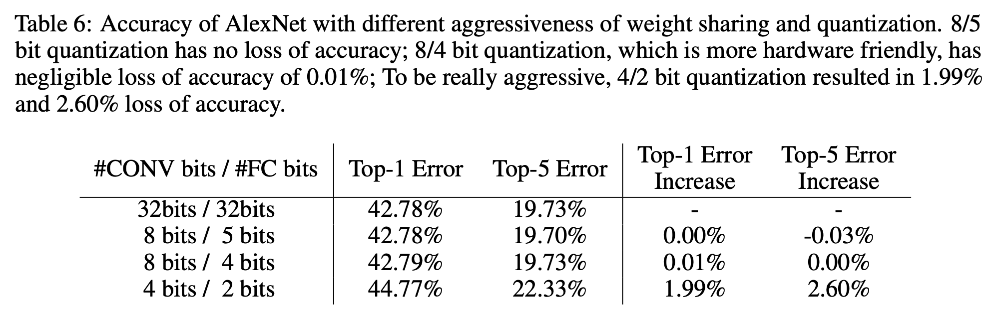 Table 6: Accuracy of AlexNet with different aggressiveness of weight sharing and quantization. 8/5
bit quantization has no loss of accuracy; 8/4 bit quantization, which is more hardware friendly, has
negligible loss of accuracy of 0.01%; To be really aggressive, 4/2 bit quantization resulted in 1.99%
and 2.60% loss of accuracy.
#CONV bits / #FC bits Top-1 Error Top-5 Error Top-1 Error Increase Top-5 Error Increase
32bits / 32bits 42.78% 19.73% - -
8 bits / 5 bits 42.78% 19.70% 0.00% -0.03%
8 bits / 4 bits 42.79% 19.73% 0.01% 0.00%
4 bits / 2 bits 44.77% 22.33% 1.99% 2.60%